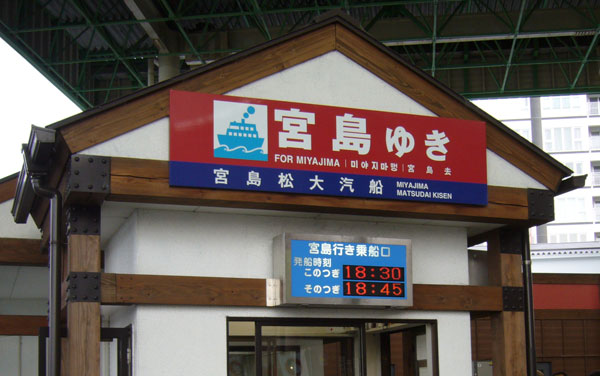 宮島ゆき
FOR MIYAJIMA | 미야지마행 | 宮島去
宮島松大汽船 MIYAJIMA MATSUDAI KISEN
宮島行き乗船口
発船時刻
このつぎ 18:30
そのつぎ 18:45